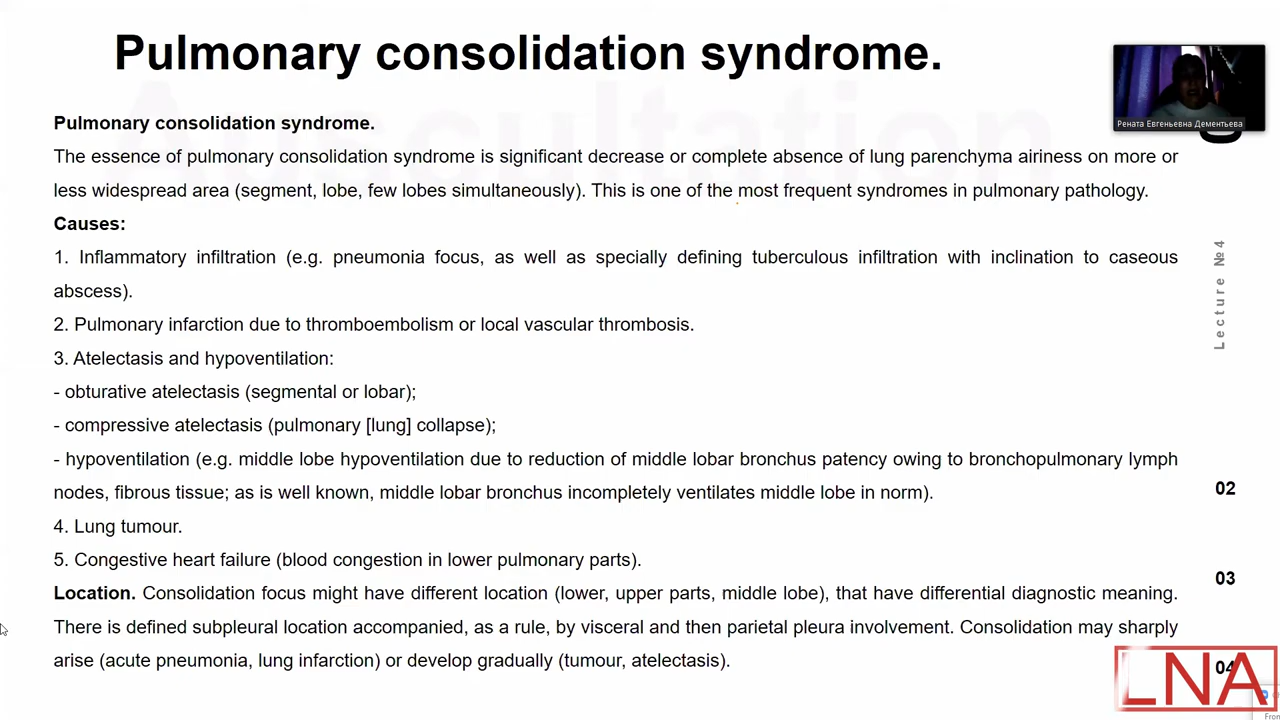 Pulmonary consolidation syndrome.
Рената Евгеньевна Дементьева
Auscultation
Pulmonary consolidation syndrome.
The essence of pulmonary consolidation syndrome is significant decrease or complete absence of lung parenchyma airiness on more or
less widespread area (segment, lobe, few lobes simultaneously). This is one of the most frequent syndromes in pulmonary pathology.
Causes:
1. Inflammatory infiltration (e.g. pneumonia focus, as well as specially defining tuberculous infiltration with inclination to caseous
abscess).
2. Pulmonary infarction due to thromboembolism or local vascular thrombosis.
3. Atelectasis and hypoventilation:
- obturative atelectasis (segmental or lobar);
- compressive atelectasis (pulmonary [lung] collapse);
- hypoventilation (e.g. middle lobe hypoventilation due to reduction of middle lobar bronchus patency owing to bronchopulmonary lymph
nodes, fibrous tissue; as is well known, middle lobar bronchus incompletely ventilates middle lobe in norm).
4. Lung tumour.
5. Congestive heart failure (blood congestion in lower pulmonary parts).
Location. Consolidation focus might have different location (lower, upper parts, middle lobe), that have differential diagnostic meaning.
There is defined subpleural location accompanied, as a rule, by visceral and then parietal pleura involvement. Consolidation may sharply
arise (acute pneumonia, lung infarction) or develop gradually (tumour, atelectasis).
Lecture №4
02
03
04
LNA